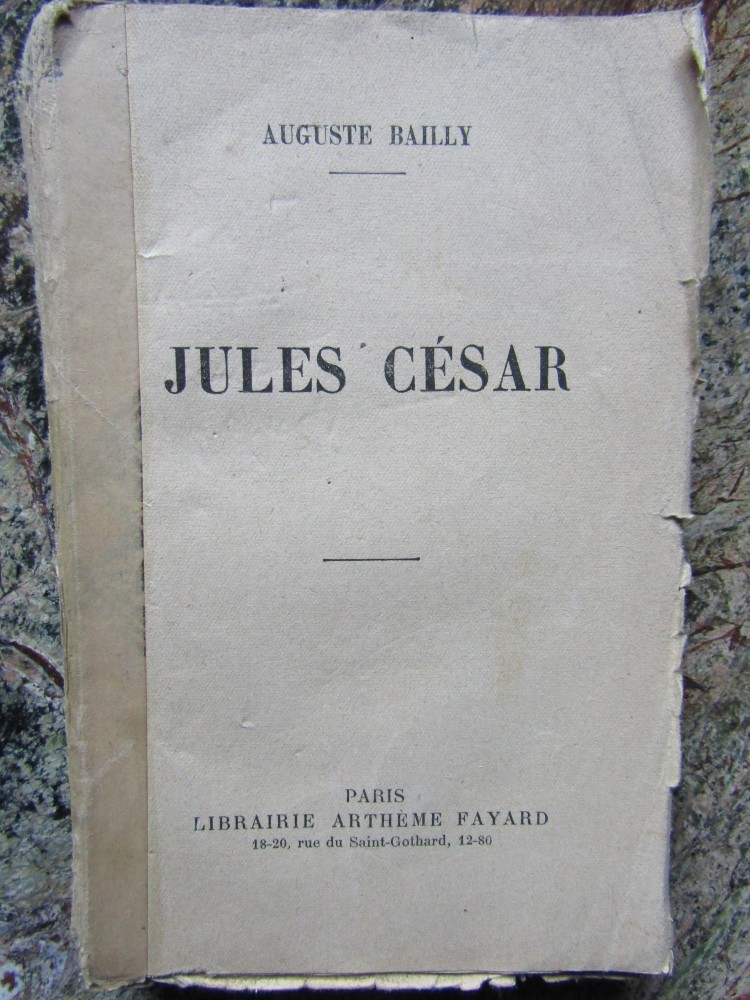 AUGUSTE BAILLY
JULES CÉSAR
PARIS
LIBRAIRIE ARTHÈME FAYARD
18-20, rue du Saint-Gothard, 12-80